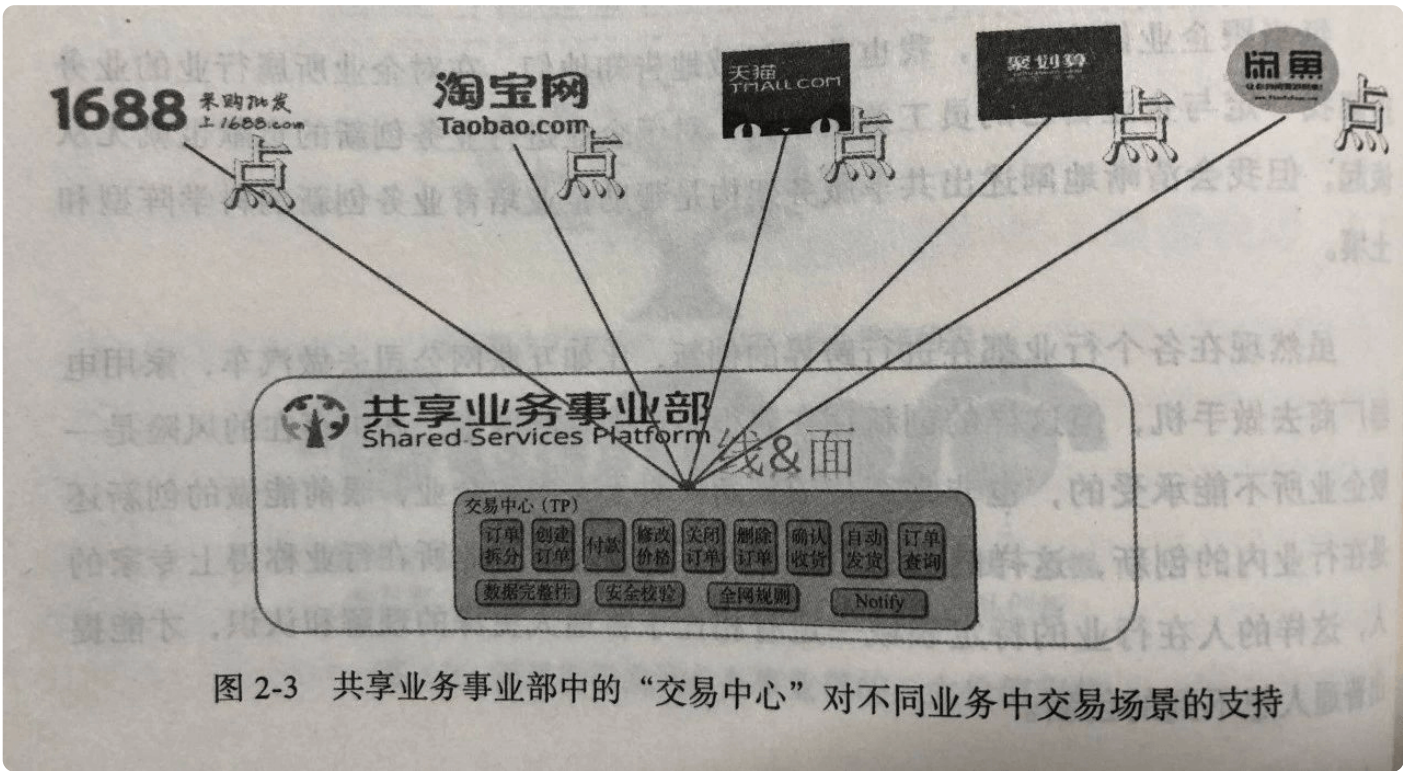 1688 采购批发
上1688.com
点
淘宝网
Taobao.com
点
天猫
TMALL.COM
点
聚划算
点
闲鱼
点
共享业务事业部
Shared Services Platform
线&面
交易中心（TP）
订单拆分 创建订单 付款 修改价格 关闭订单 删除订单 确认收货 自动发货 订单查询
数据完整性 安全校验 全网规则 Notify
图 2-3 共享业务事业部中的“交易中心”对不同业务中交易场景的支持